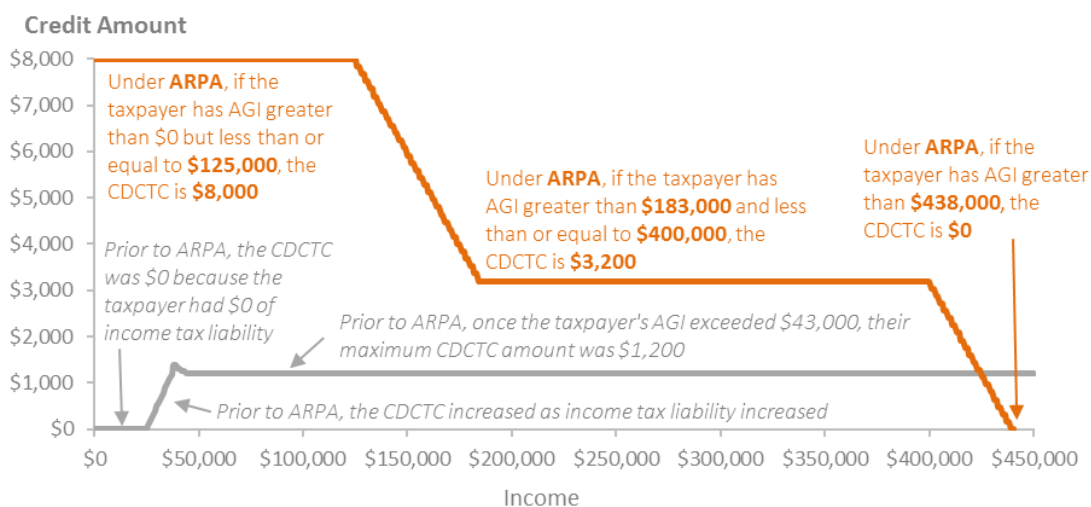 Credit Amount
$8,000
$7,000
$6,000
$5,000
$4,000
$3,000
$2,000
$1,000
$0
Under ARPA, if the
taxpayer has AGI greater
than $0 but less than or
equal to $125,000, the
CDCTC is $8,000
Under ARPA, if the taxpayer has
AGI greater than $183,000 and less
than or equal to $400,000, the
CDCTC is $3,200
Under ARPA, if the
taxpayer has AGI greater
than $438,000, the
CDCTC is $0
Prior to ARPA, the CDCTC
was $0 because the
taxpayer had $0 of
income tax liability
Prior to ARPA, once the taxpayer's AGI exceeded $43,000, their
maximum CDCTC amount was $1,200
Prior to ARPA, the CDCTC increased as income tax liability increased
$0
$50,000
$100,000
$150,000
$200,000
$250,000
$300,000
$350,000
$400,000
$450,000
Income